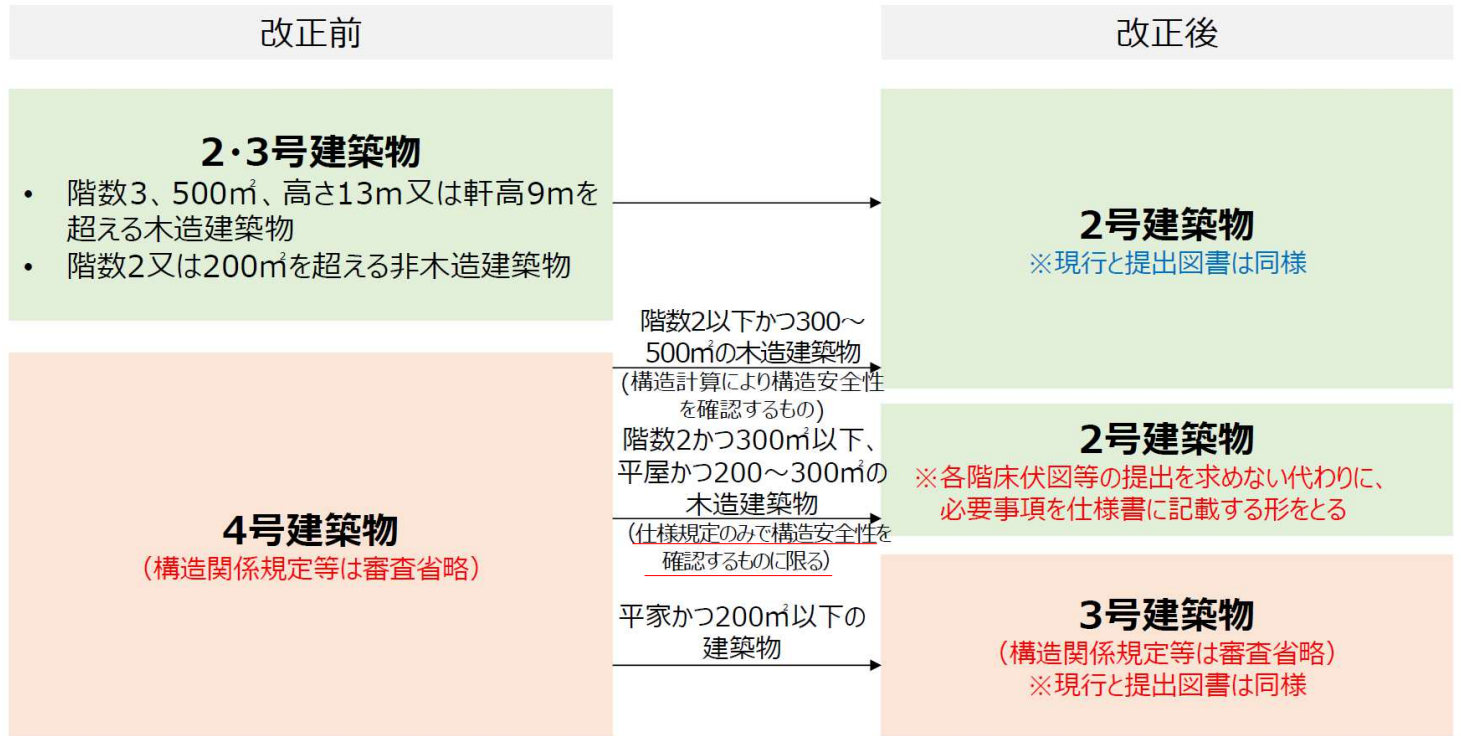 改正前
改正後
2・3号建築物
• 階数3、500㎡、高さ13m又は軒高9mを
超える木造建築物
• 階数2又は200㎡を超える非木造建築物
2号建築物
※現行と提出図書は同様
階数2以下かつ300～
500㎡の木造建築物
(構造計算により構造安全性
を確認するもの)
階数2かつ300㎡以下、
平屋かつ200～300㎡の
木造建築物
（仕様規定のみで構造安全性を
確認するものに限る）
2号建築物
※各階床伏図等の提出を求めない代わりに、
必要事項を仕様書に記載する形をとる
4号建築物
（構造関係規定等は審査省略）
平家かつ200㎡以下の
建築物
3号建築物
（構造関係規定等は審査省略）
※現行と提出図書は同様